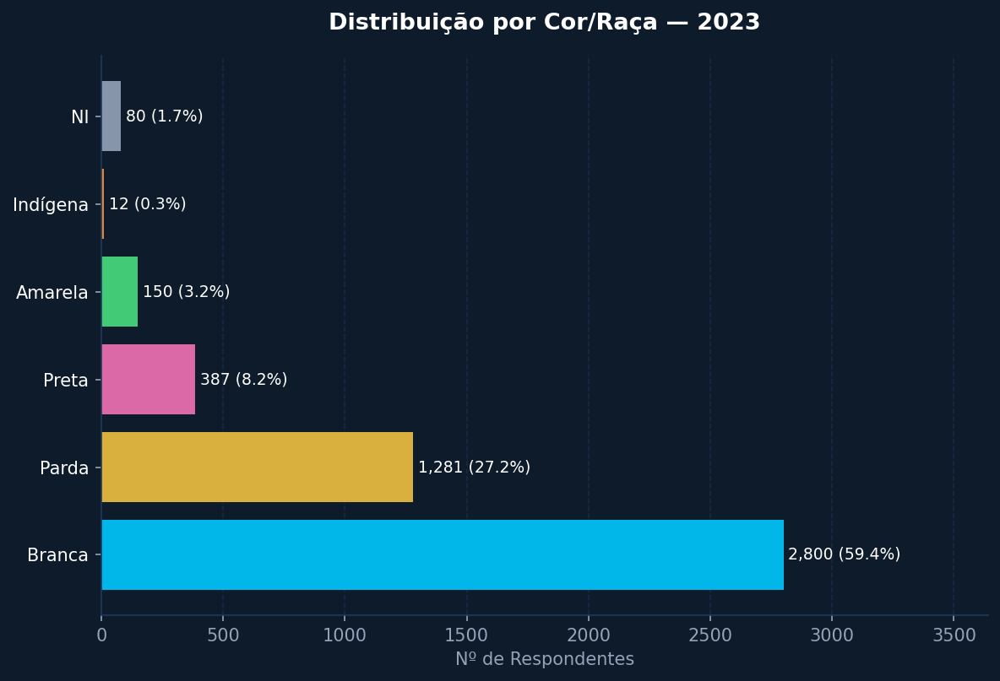 Distribuição por Cor/Raça — 2023
NI
80 (1.7%)
Indígena
12 (0.3%)
Amarela
150 (3.2%)
Preta
387 (8.2%)
Parda
1,281 (27.2%)
Branca
2,800 (59.4%)
0 500 1000 1500 2000 2500 3000 3500
Nº de Respondentes